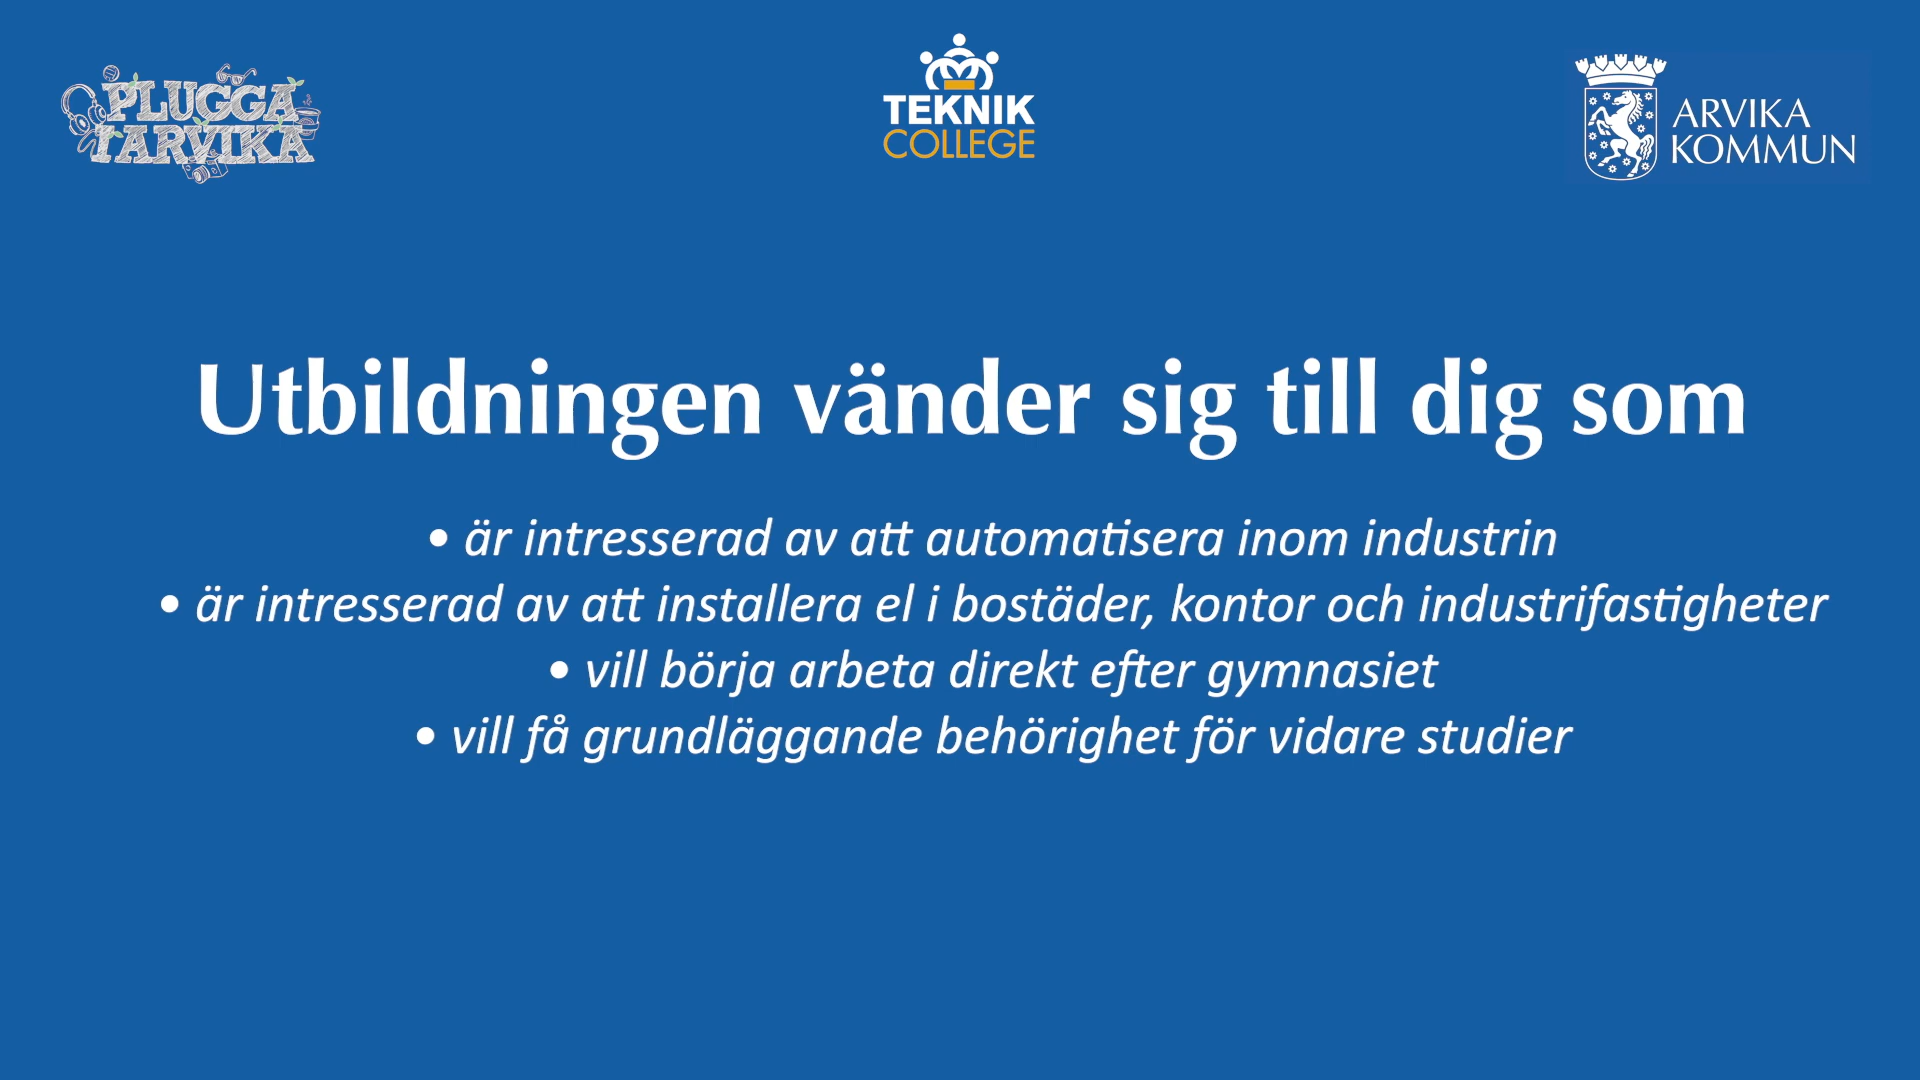 PLUGGA
I ARVIKA
TEKNIK
COLLEGE
ARVIKA
KOMMUN
Utbildningen vänder sig till dig som
• är intresserad av att automatisera inom industrin
• är intresserad av att installera el i bostäder, kontor och industrifastigheter
• vill börja arbeta direkt efter gymnasiet
• vill få grundläggande behörighet för vidare studier